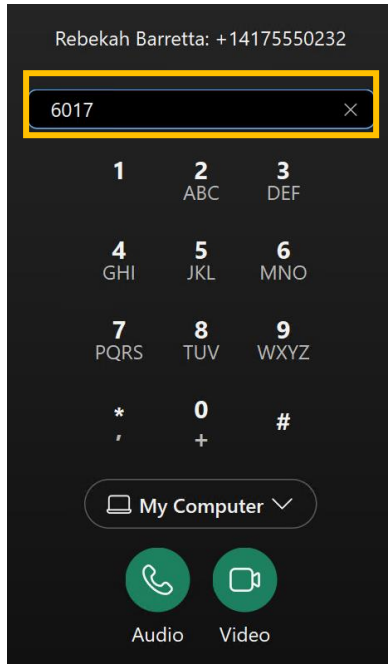 Rebekah Barretta: +14175550232
6017
1 2 3
ABC DEF
4 5 6
GHI JKL MNO
7 8 9
PQRS TUV WXYZ
* 0 #
, +
My Computer
Audio Video